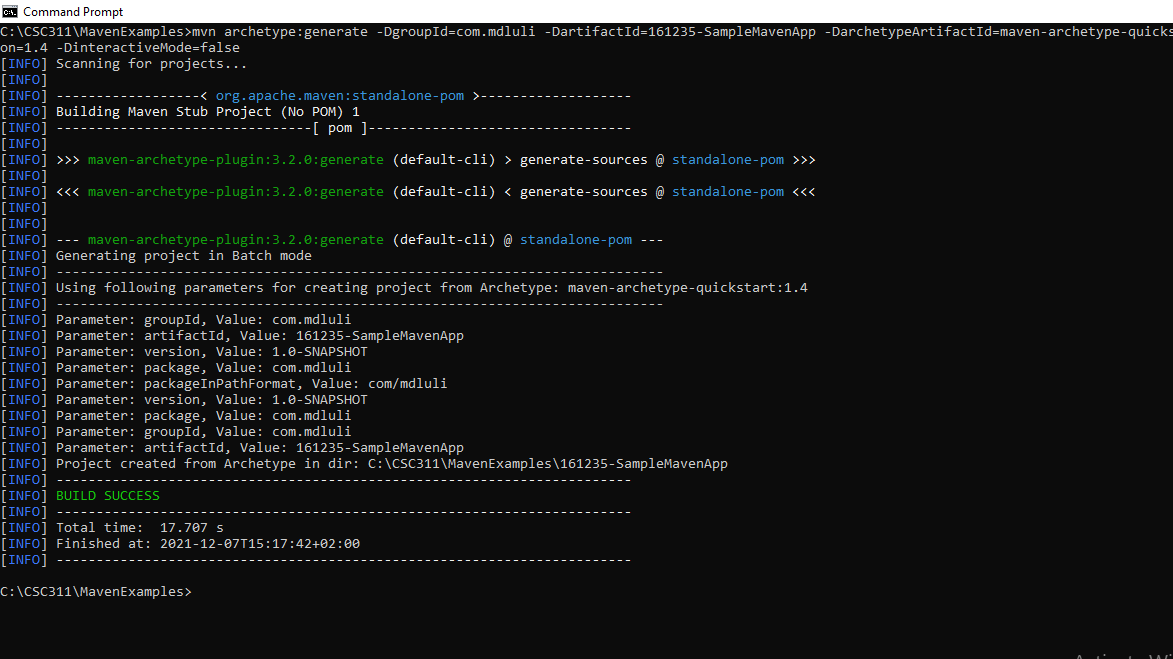 Command Prompt
C:\CSC311\MavenExamples>mvn archetype:generate -DgroupId=com.mdluli -DartifactId=161235-SampleMavenApp -DarchetypeArtifactId=maven-archetype-quicks
on=1.4 -DinteractiveMode=false
[INFO] Scanning for projects...
[INFO]
[INFO] ------------------< org.apache.maven:standalone-pom >-------------------
[INFO] Building Maven Stub Project (No POM) 1
[INFO] --------------------------------[ pom ]---------------------------------
[INFO]
[INFO] >>> maven-archetype-plugin:3.2.0:generate (default-cli) > generate-sources @ standalone-pom >>>
[INFO]
[INFO] <<< maven-archetype-plugin:3.2.0:generate (default-cli) < generate-sources @ standalone-pom <<<
[INFO]
[INFO]
[INFO] --- maven-archetype-plugin:3.2.0:generate (default-cli) @ standalone-pom ---
[INFO] Generating project in Batch mode
[INFO] ----------------------------------------------------------------------------
[INFO] Using following parameters for creating project from Archetype: maven-archetype-quickstart:1.4
[INFO] ----------------------------------------------------------------------------
[INFO] Parameter: groupId, Value: com.mdluli
[INFO] Parameter: artifactId, Value: 161235-SampleMavenApp
[INFO] Parameter: version, Value: 1.0-SNAPSHOT
[INFO] Parameter: package, Value: com.mdluli
[INFO] Parameter: packageInPathFormat, Value: com/mdluli
[INFO] Parameter: version, Value: 1.0-SNAPSHOT
[INFO] Parameter: package, Value: com.mdluli
[INFO] Parameter: groupId, Value: com.mdluli
[INFO] Parameter: artifactId, Value: 161235-SampleMavenApp
[INFO] Project created from Archetype in dir: C:\CSC311\MavenExamples\161235-SampleMavenApp
[INFO] ------------------------------------------------------------------------
[INFO] BUILD SUCCESS
[INFO] ------------------------------------------------------------------------
[INFO] Total time:  17.707 s
[INFO] Finished at: 2021-12-07T15:17:42+02:00
[INFO] ------------------------------------------------------------------------
C:\CSC311\MavenExamples>